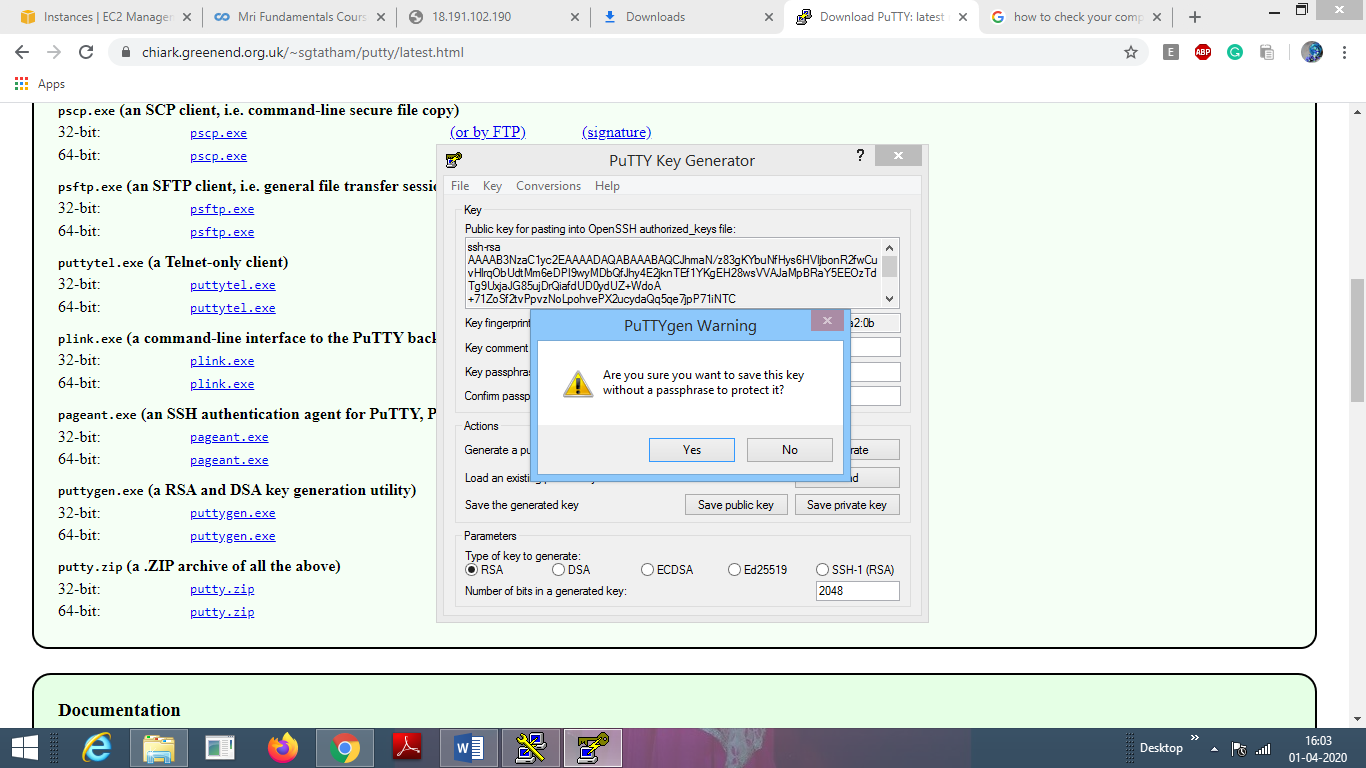 Instances | EC2 Manager
Mri Fundamentals Cours
18.191.102.190
Downloads
Download PuTTY: latest
how to check your comp
chiark.greenend.org.uk/~sgtatham/putty/latest.html
E
ABP
Apps
pscp.exe (an SCP client, i.e. command-line secure file copy)
32-bit: pscp.exe (or by FTP) (signature)
64-bit: pscp.exe
psftp.exe (an SFTP client, i.e. general file transfer sessi
32-bit: psftp.exe
64-bit: psftp.exe
puttytel.exe (a Telnet-only client)
32-bit: puttytel.exe
64-bit: puttytel.exe
plink.exe (a command-line interface to the PuTTY back
32-bit: plink.exe
64-bit: plink.exe
pageant.exe (an SSH authentication agent for PuTTY, P
32-bit: pageant.exe
64-bit: pageant.exe
puttygen.exe (a RSA and DSA key generation utility)
32-bit: puttygen.exe
64-bit: puttygen.exe
putty.zip (a .ZIP archive of all the above)
32-bit: putty.zip
64-bit: putty.zip
Documentation
PuTTY Key Generator
?
File Key Conversions Help
Key
Public key for pasting into OpenSSH authorized_keys file:
ssh-rsa
AAAAB3NzaC1yc2EAAAADAQABAAABAQCJhmaN/z83gKYbuNfHys6HVljbonR2fwCu
vHlrqObUdtMm6eDPI9wyMDbQfJhy4E2jknTEf1YKgEH28wsVVAJaMpBRaY5EEOzTd
Tg9UxjaJG85ujDrQiafdUD0ydUZ+WdoA
+71ZoSf2tvPpvzNoLpohvePX2ucydaQq5qe7jpP71iNTC
Key fingerprint a2:0b
Key comment
Key passphras
Confirm passp
PuTTYgen Warning
Are you sure you want to save this key
without a passphrase to protect it?
Yes No
Actions
Generate a pu rate
Load an existin
Save the generated key Save public key Save private key
Parameters
Type of key to generate:
RSA DSA ECDSA Ed25519 SSH-1 (RSA)
Number of bits in a generated key: 2048
Desktop
16:03
01-04-2020